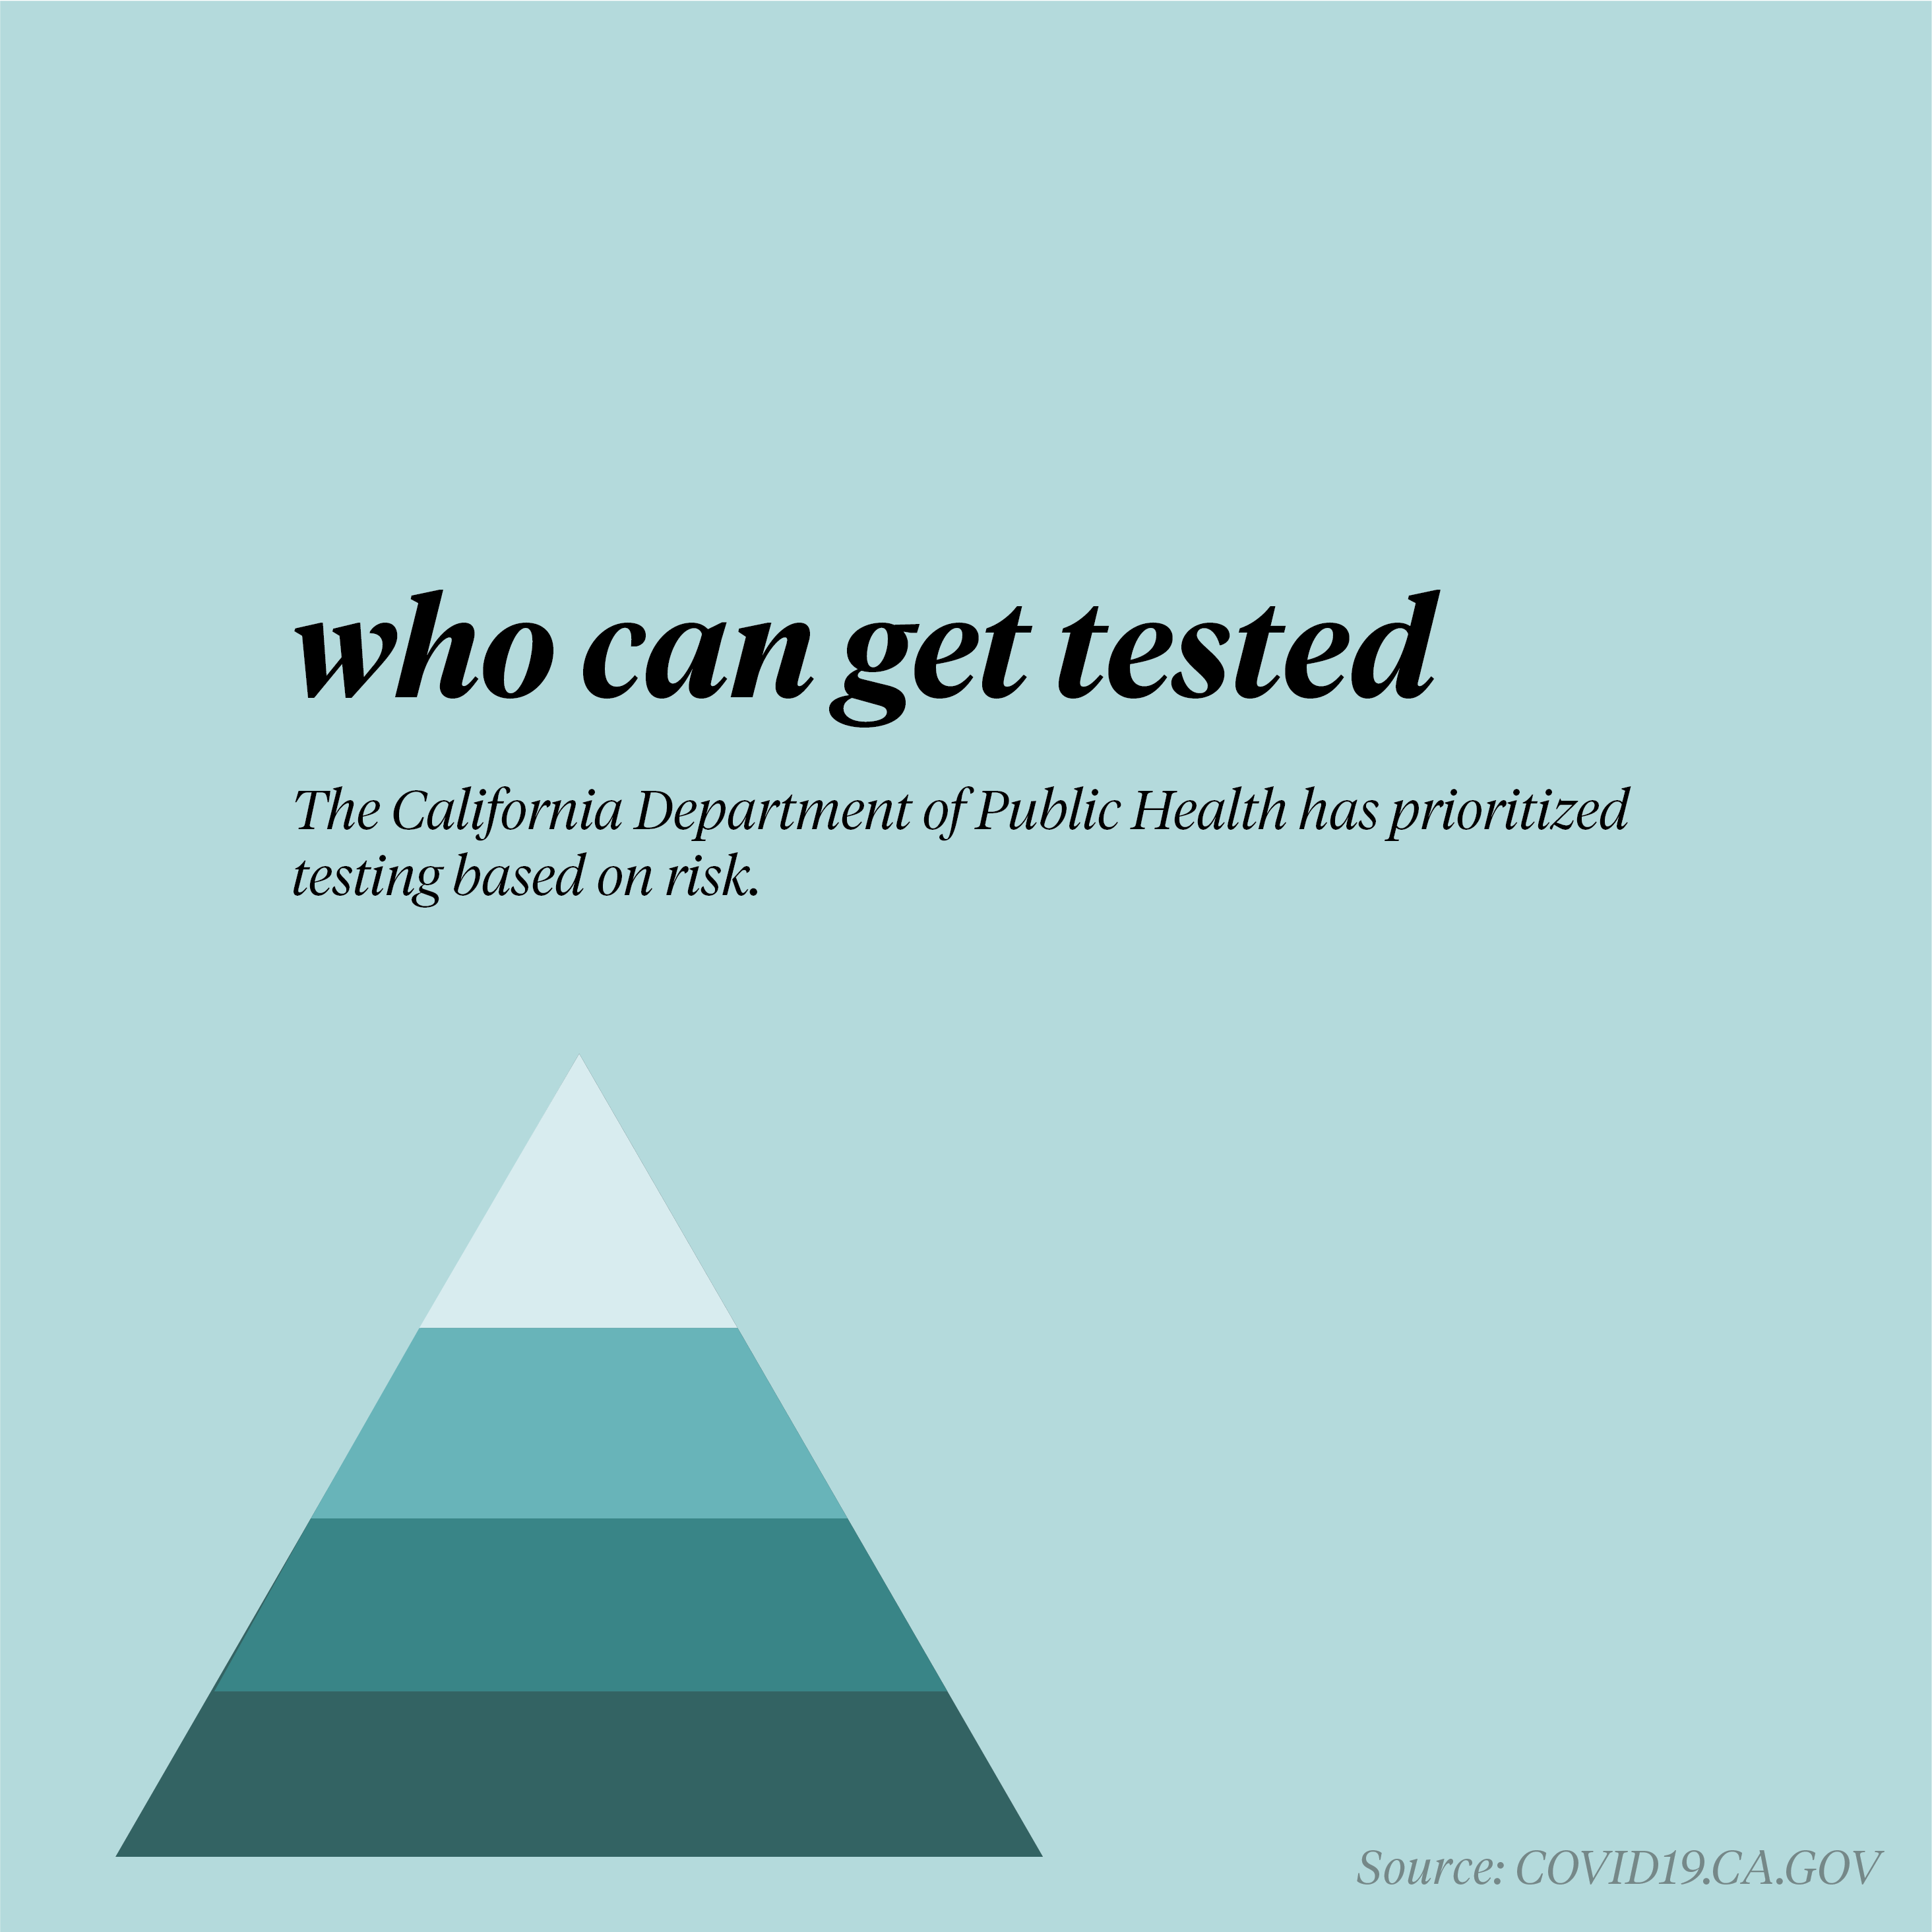 who can get tested
The California Department of Public Health has prioritized
testing based on risk.
Source: COVID19.CA.GOV